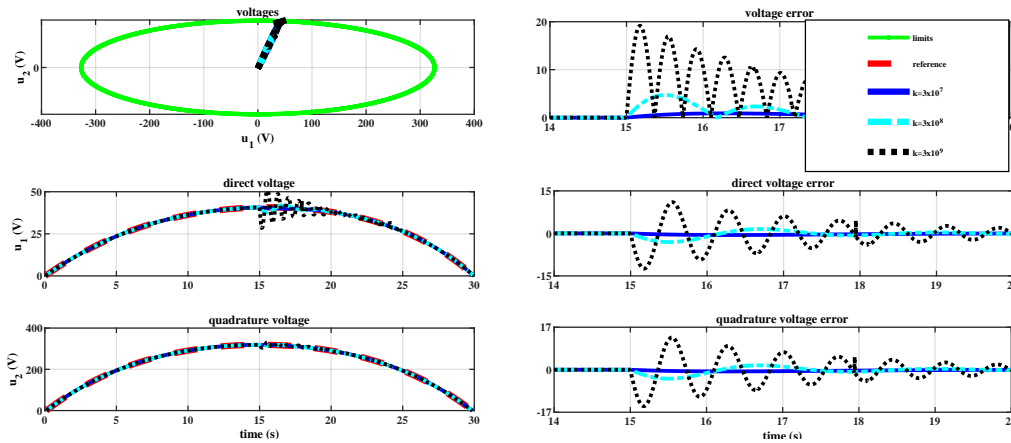 voltages
u2 (V)
0
-400 -300 -200 -100 0 100 200 300 400
u1 (V)
voltage error
20
10
0
14 15 16 17
limits
reference
k=3x10^7
k=3x10^8
k=3x10^9
direct voltage
u1 (V)
50
25
0
0 5 10 15 20 25 30
direct voltage error
15
0
-15
14 15 16 17 18 19 20
quadrature voltage
u2 (V)
400
200
0
0 5 10 15 20 25 30
time (s)
quadrature voltage error
17
0
-17
14 15 16 17 18 19 20
time (s)